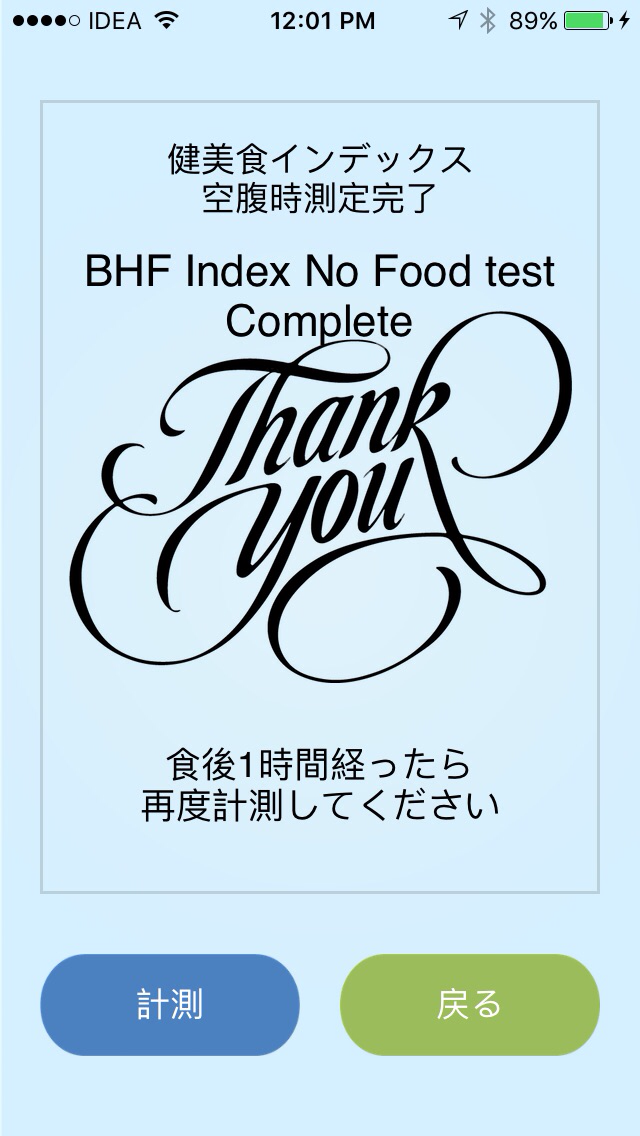 IDEA 12:01 PM 89%
健美食インデックス
空腹時測定完了
BHF Index No Food test
Complete
Thank
you
食後1時間経ったら
再度計測してください
計測 戻る